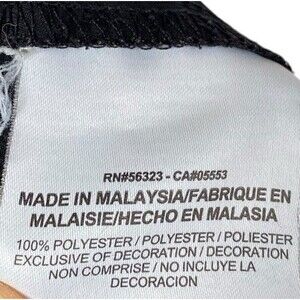 RN#56323 - CA#05553
MADE IN MALAYSIA/FABRIQUE EN
MALAISIE/HECHO EN MALASIA
100% POLYESTER / POLYESTER / POLIESTER
EXCLUSIVE OF DECORATION / DECORATION
NON COMPRISE / NO INCLUYE LA
DECORACION